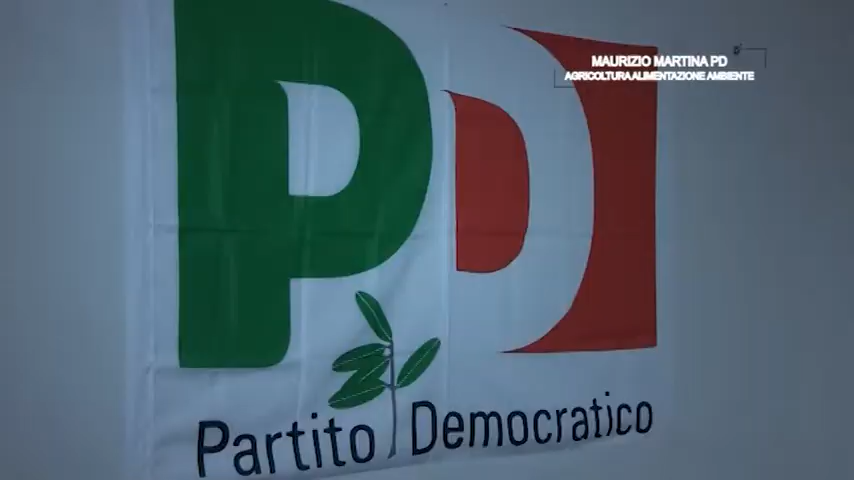 MAURIZIO MARTINA PD
AGRICOLTURA ALIMENTAZIONE AMBIENTE
PD
Partito Democratico